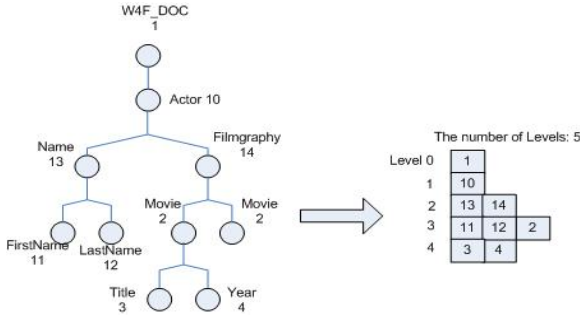 W4F_DOC
1
Actor 10
Name
13
Filmgraphy
14
Movie
2
Movie
2
FirstName
11
LastName
12
Title
3
Year
4
The number of Levels: 5
Level 0 1
1 10
2 13 14
3 11 12 2
4 3 4